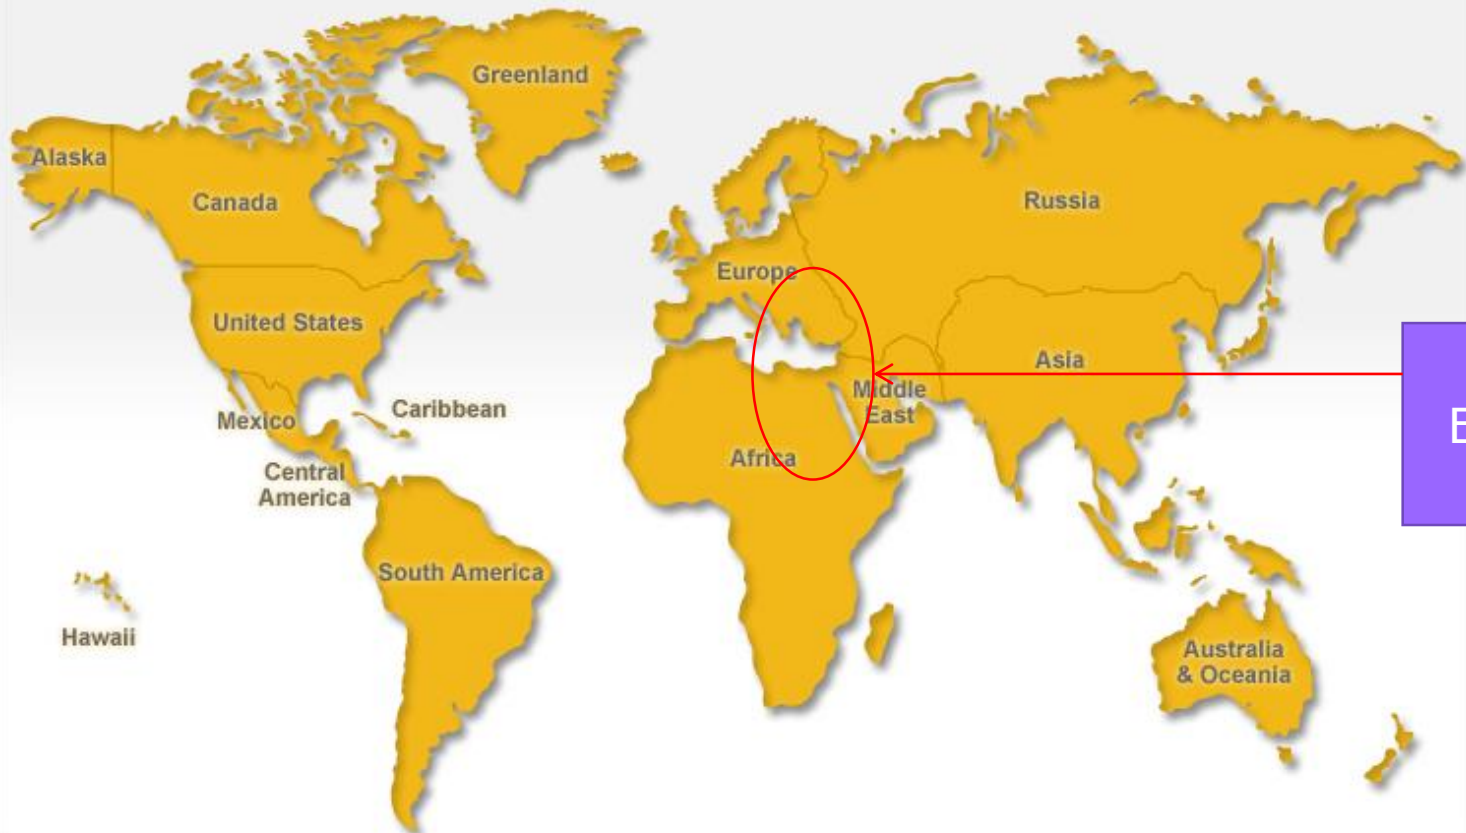 Greenland
Alaska
Canada
Russia
Europe
United States
Asia
Middle
East
Mexico
Caribbean
Africa
Central
America
South America
Hawaii
Australia
& Oceania